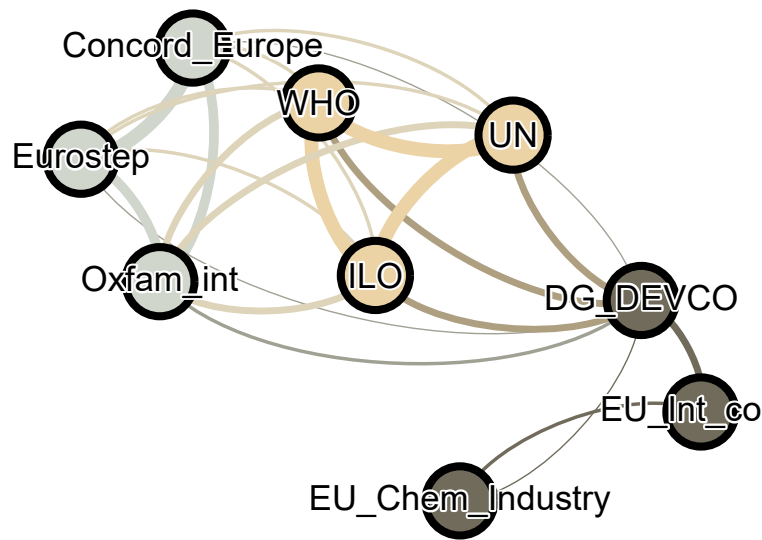 Concord_Europe
WHO
UN
Eurostep
Oxfam_int
ILO
DG_DEVCO
EU_Int_co
EU_Chem_Industry